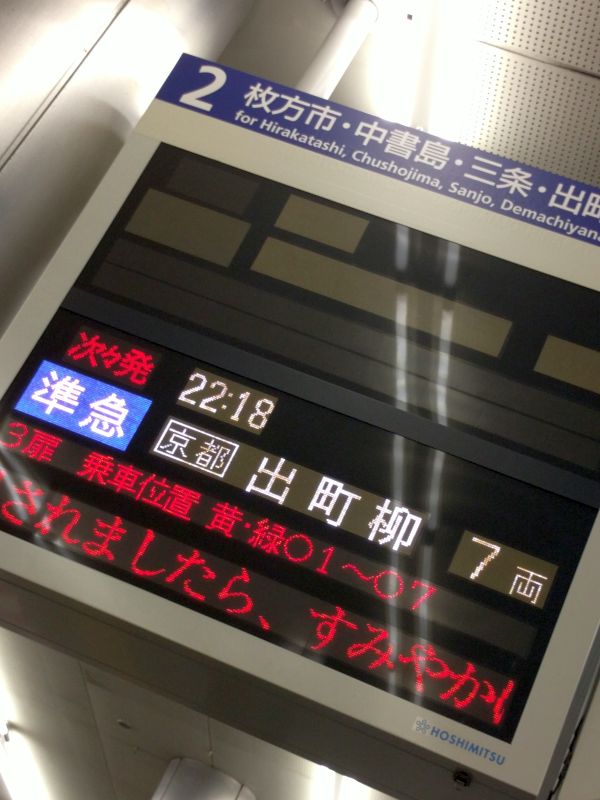 2 枚方市・中書島・三条・出町
for Hirakatashi, Chushojima, Sanjo, Demachiyana
次々発
準急 22:18 京都 出町柳 7両
3扉 乗車位置 黄・緑○1～○7
されましたら、すみやか
HOSHIMITSU